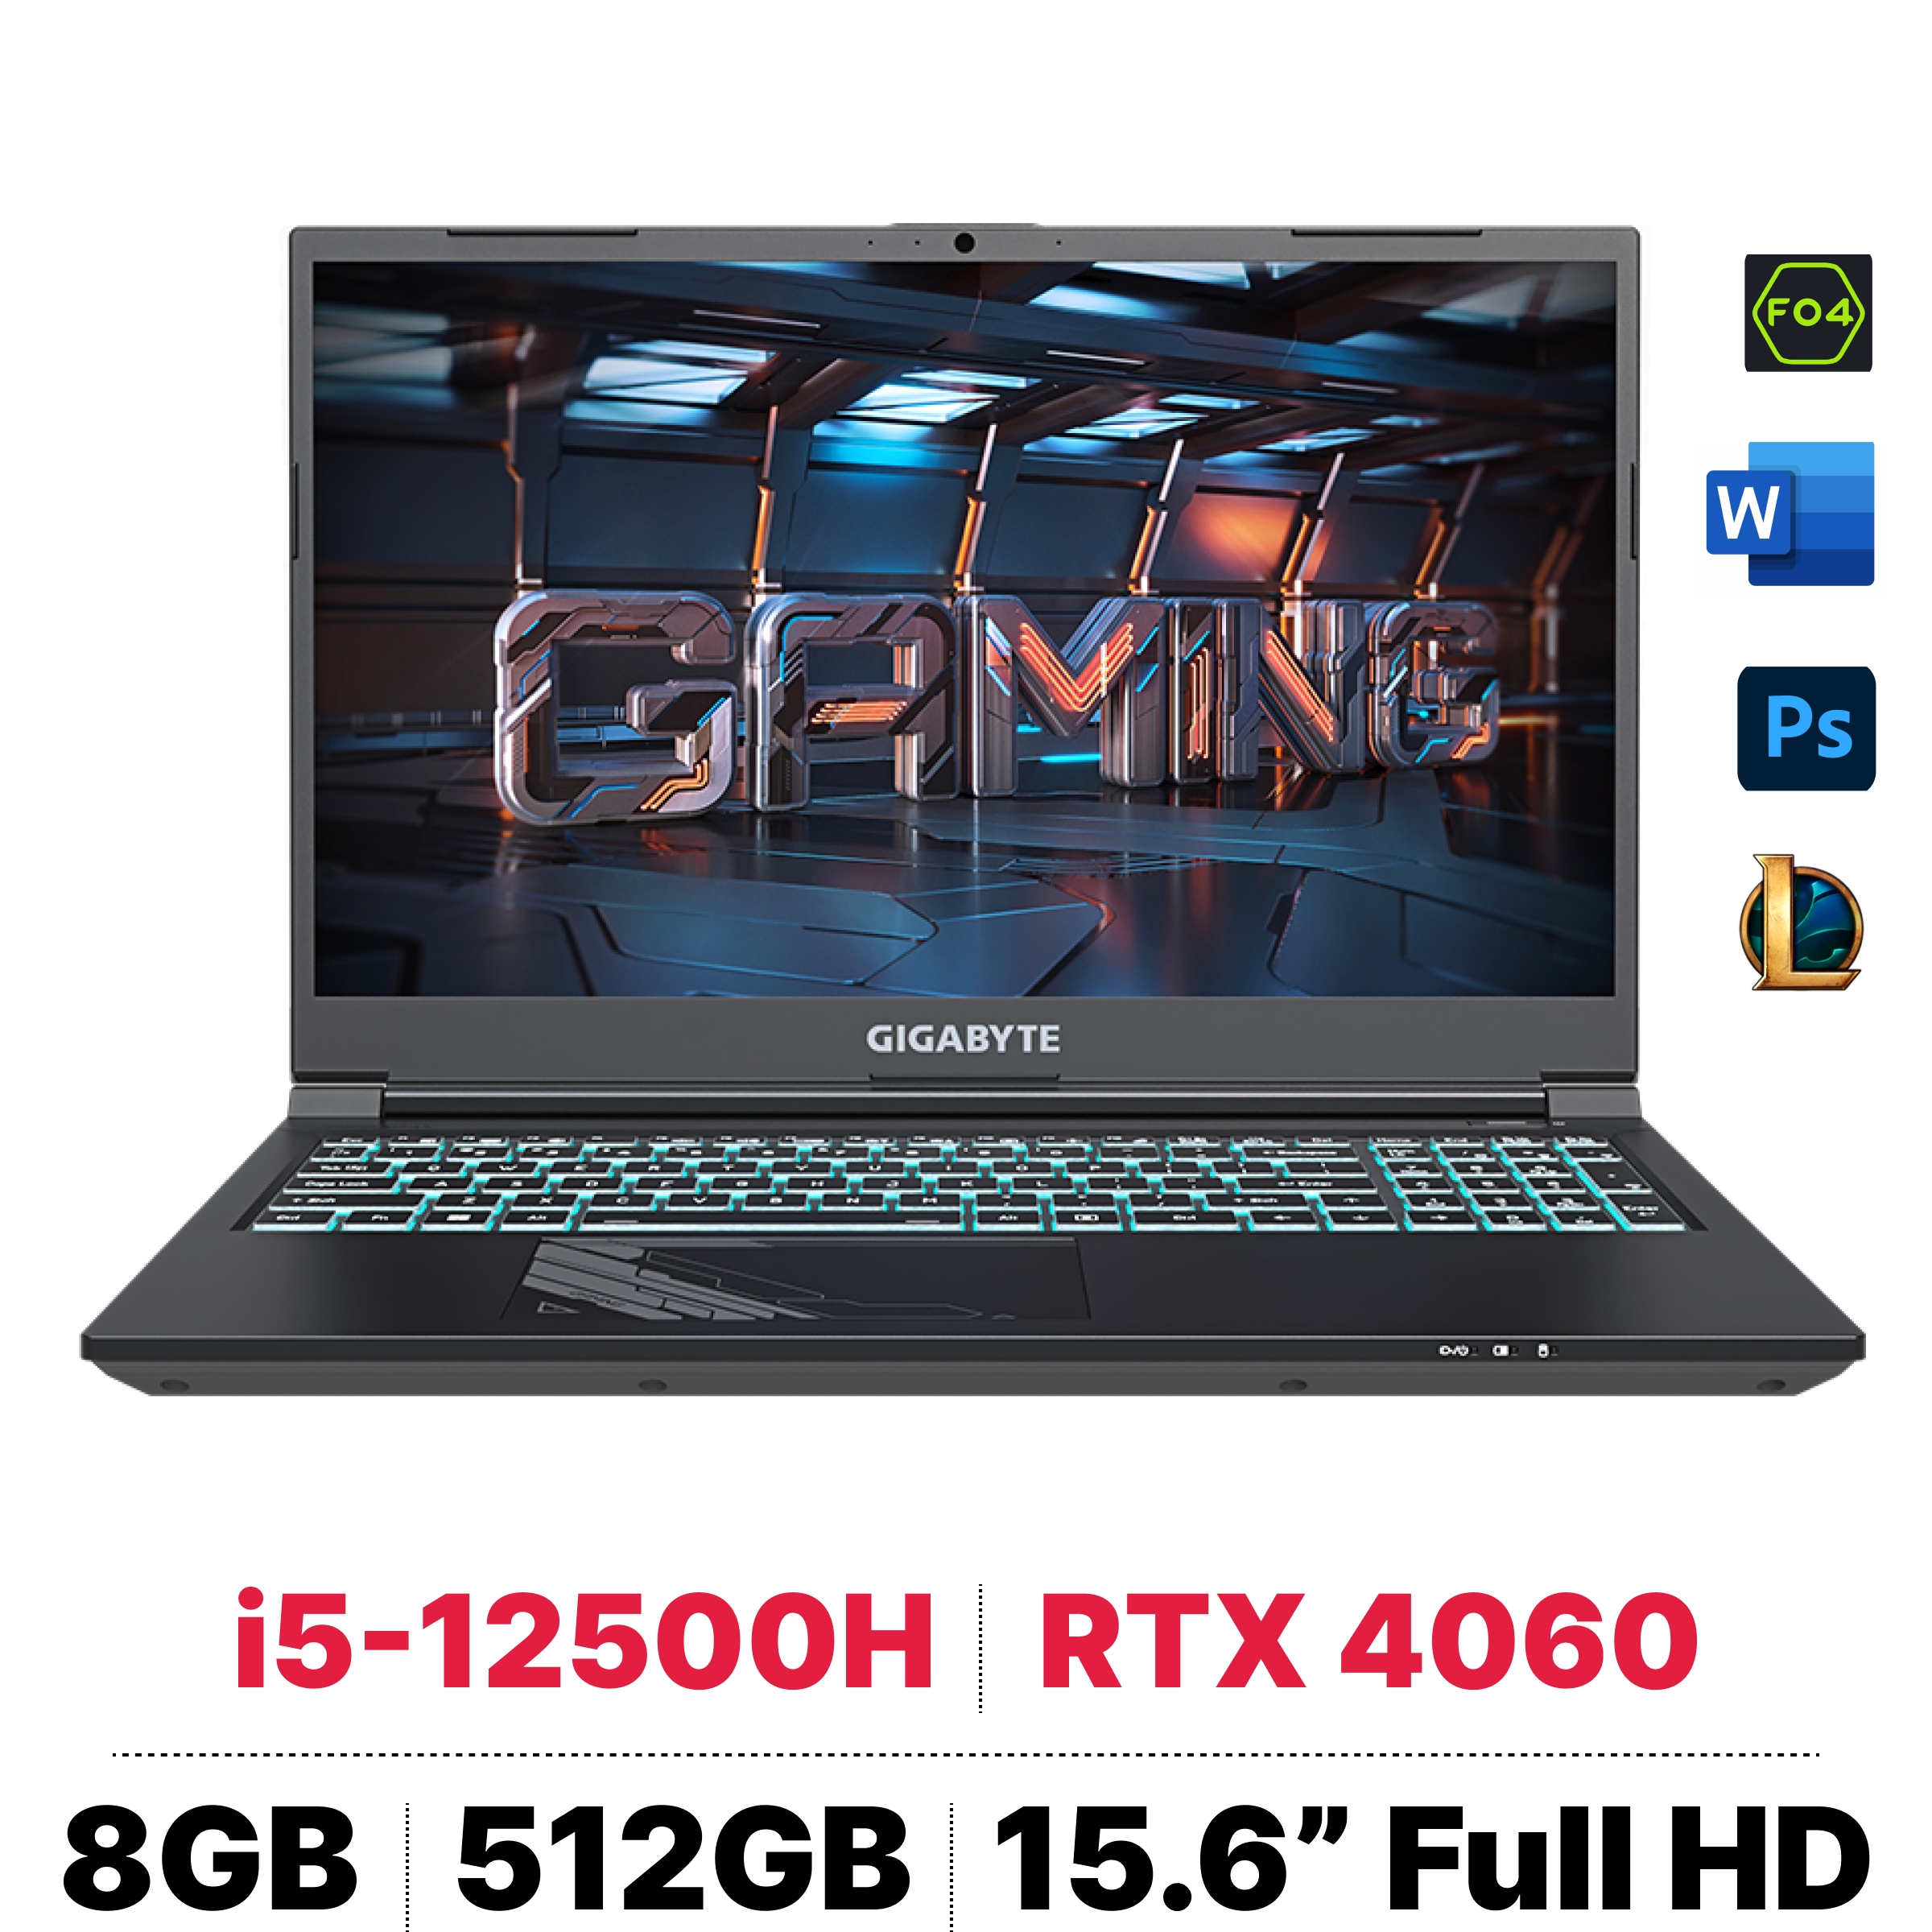 FO4
W
Ps
L
GAMING
GIGABYTE
i5-12500H RTX 4060
8GB 512GB 15.6” Full HD